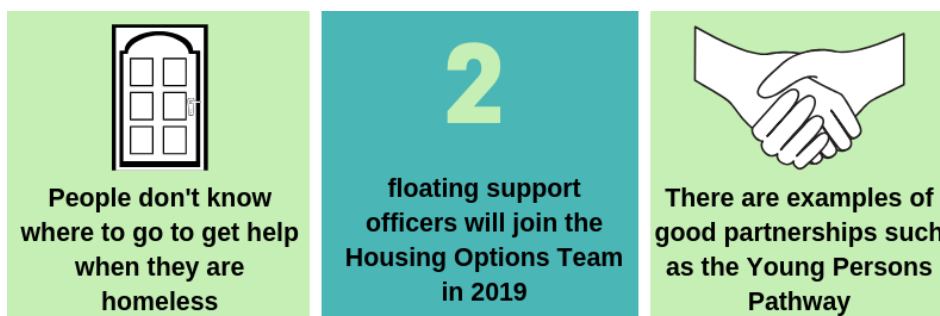 People don't know
where to go to get help
when they are
homeless
2
floating support
officers will join the
Housing Options Team
in 2019
There are examples of
good partnerships such
as the Young Persons
Pathway